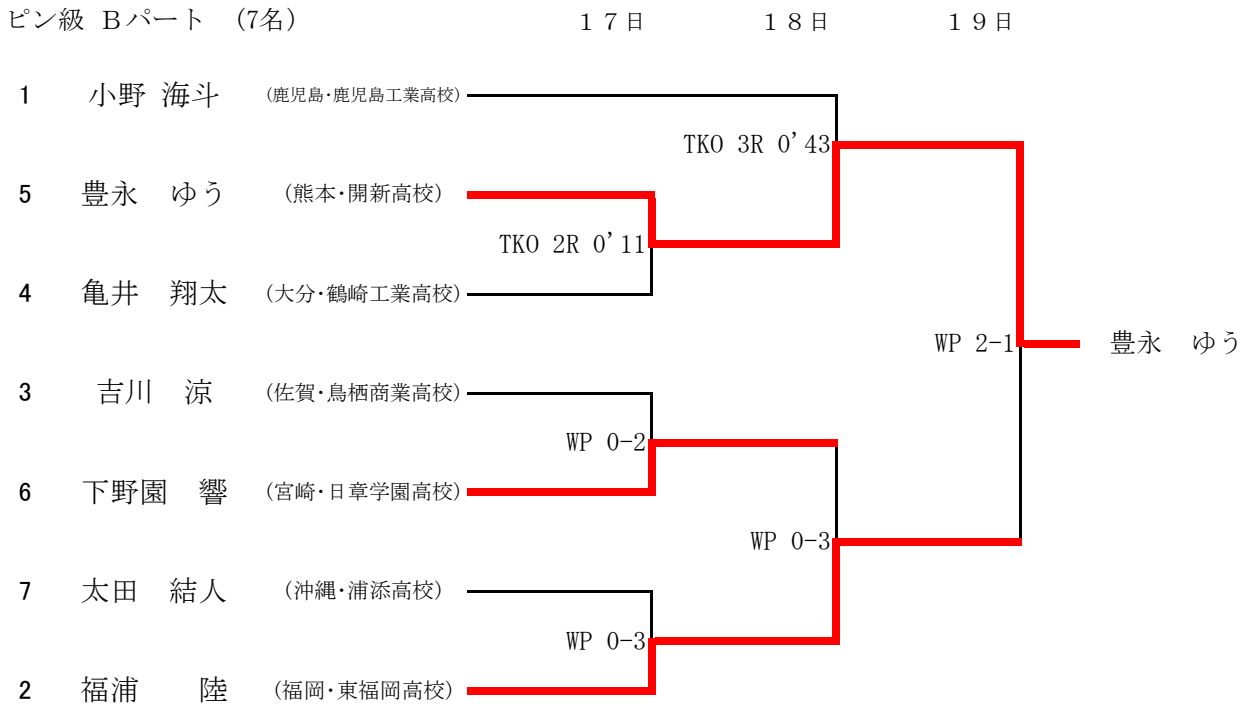 ピン級 Bパート (7名) 17日 18日 19日
1 小野 海斗 (鹿児島・鹿児島工業高校)
TKO 3R 0'43
5 豊永 ゆう (熊本・開新高校)
TKO 2R 0'11
4 亀井 翔太 (大分・鶴崎工業高校)
WP 2-1 豊永 ゆう
3 吉川 涼 (佐賀・鳥栖商業高校)
WP 0-2
6 下野園 響 (宮崎・日章学園高校)
WP 0-3
7 太田 結人 (沖縄・浦添高校)
WP 0-3
2 福浦 陸 (福岡・東福岡高校)